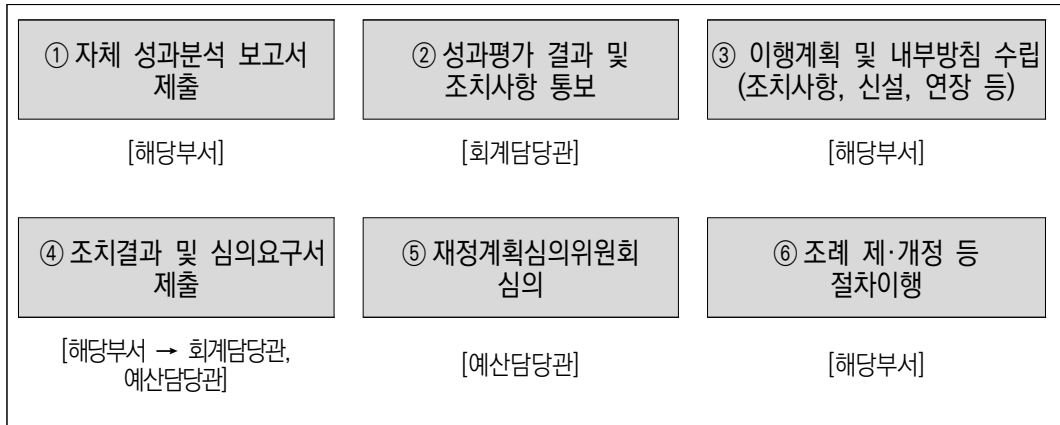 ① 자체 성과분석 보고서
제출
[해당부서]
② 성과평가 결과 및
조치사항 통보
[회계담당관]
③ 이행계획 및 내부방침 수립
(조치사항, 신설, 연장 등)
[해당부서]
④ 조치결과 및 심의요구서
제출
[해당부서 → 회계담당관,
예산담당관]
⑤ 재정계획심의위원회
심의
[예산담당관]
⑥ 조례 제·개정 등
절차이행
[해당부서]